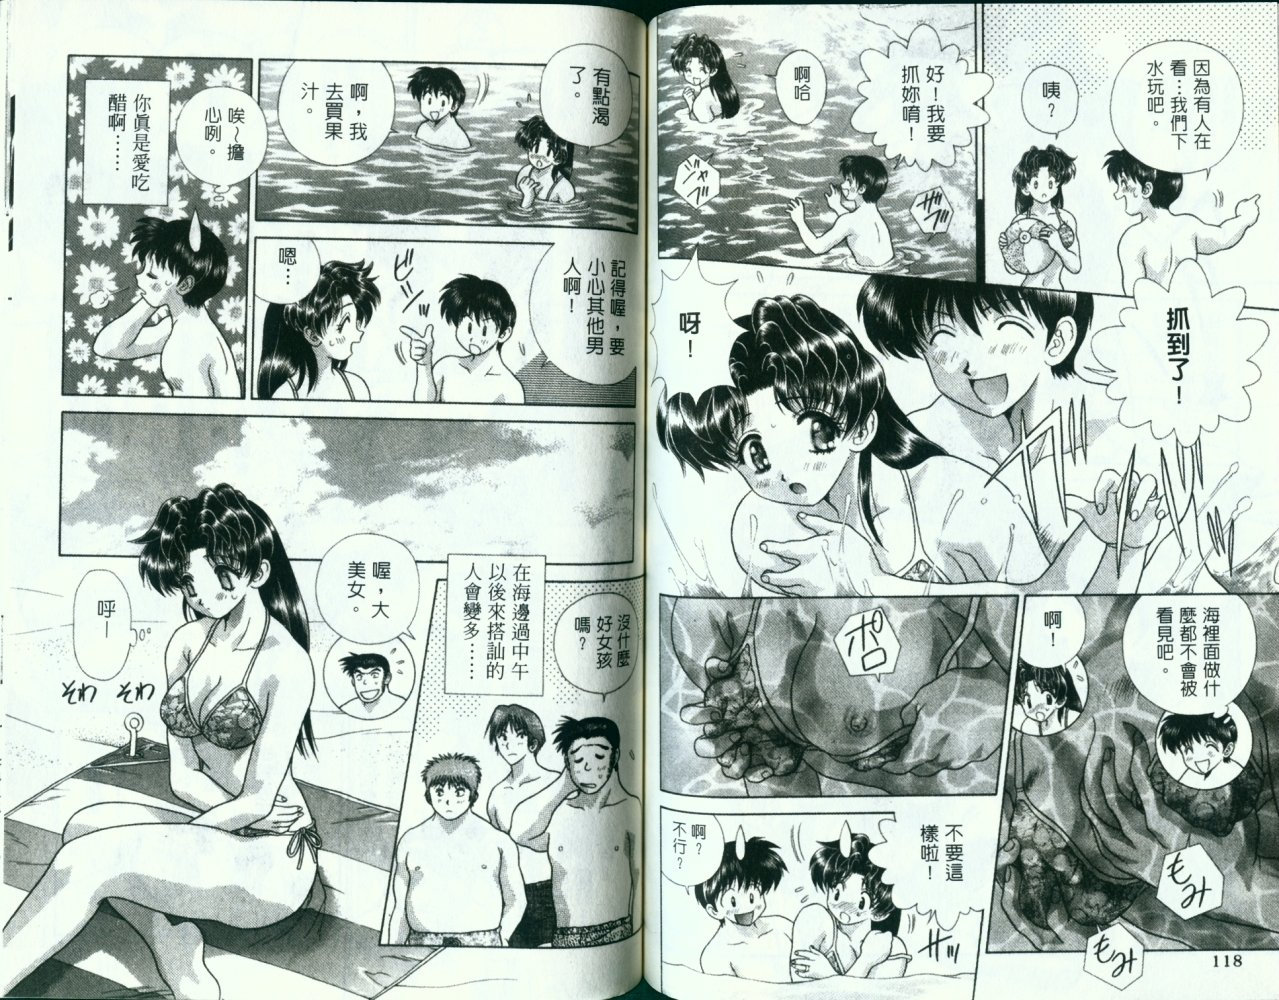 因為有人在
看…我們下
水玩吧。
咦?
好!我要
抓妳唷!
啊哈
ジャブ
ザブ
抓到了!
呀!
海裡面做什
麼都不會被
看見吧。
啊!
もみ
もみ
ポロ
不要這
樣啦!
啊?
不行?
118
有點渴
了。
啊,我
去買果
汁。
記得喔,要
小心其他男
人啊!
ビッ
嗯…
唉~擔
心咧。
你真是愛吃
醋啊……
在海邊過中午
以後來搭訕的
人會變多……
沒什麼
好女孩
嗎?
喔,大
美女。
呼—
そわ
そわ